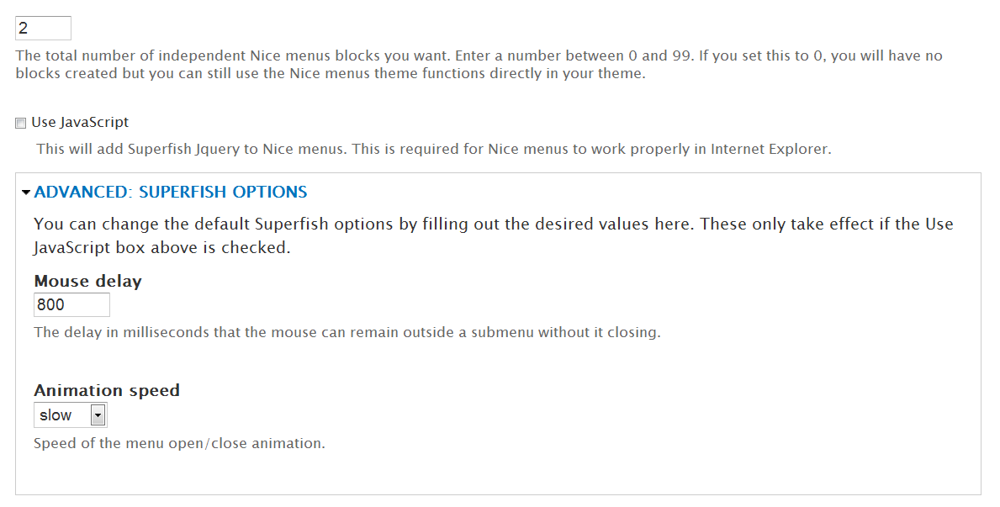 2
The total number of independent Nice menus blocks you want. Enter a number between 0 and 99. If you set this to 0, you will have no
blocks created but you can still use the Nice menus theme functions directly in your theme.
Use JavaScript
This will add Superfish Jquery to Nice menus. This is required for Nice menus to work properly in Internet Explorer.
ADVANCED: SUPERFISH OPTIONS
You can change the default Superfish options by filling out the desired values here. These only take effect if the Use
JavaScript box above is checked.
Mouse delay
800
The delay in milliseconds that the mouse can remain outside a submenu without it closing.
Animation speed
slow
Speed of the menu open/close animation.